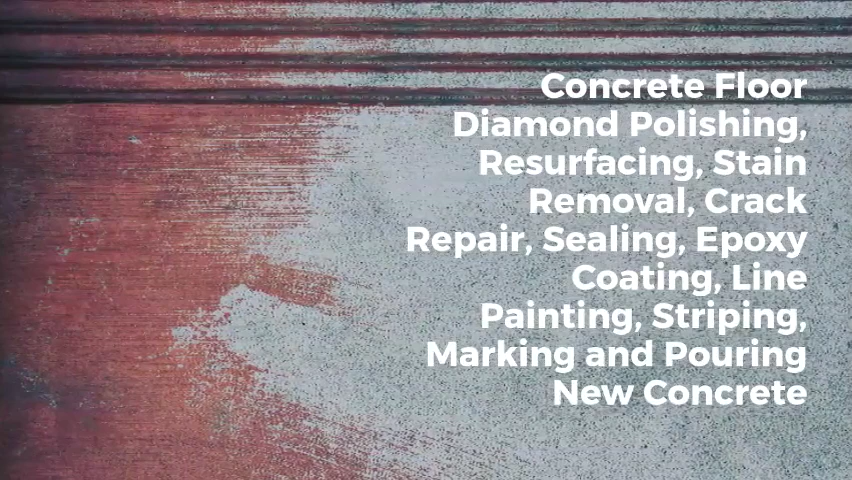 Concrete Floor
Diamond Polishing,
Resurfacing, Stain
Removal, Crack
Repair, Sealing, Epoxy
Coating, Line
Painting, Striping,
Marking and Pouring
New Concrete